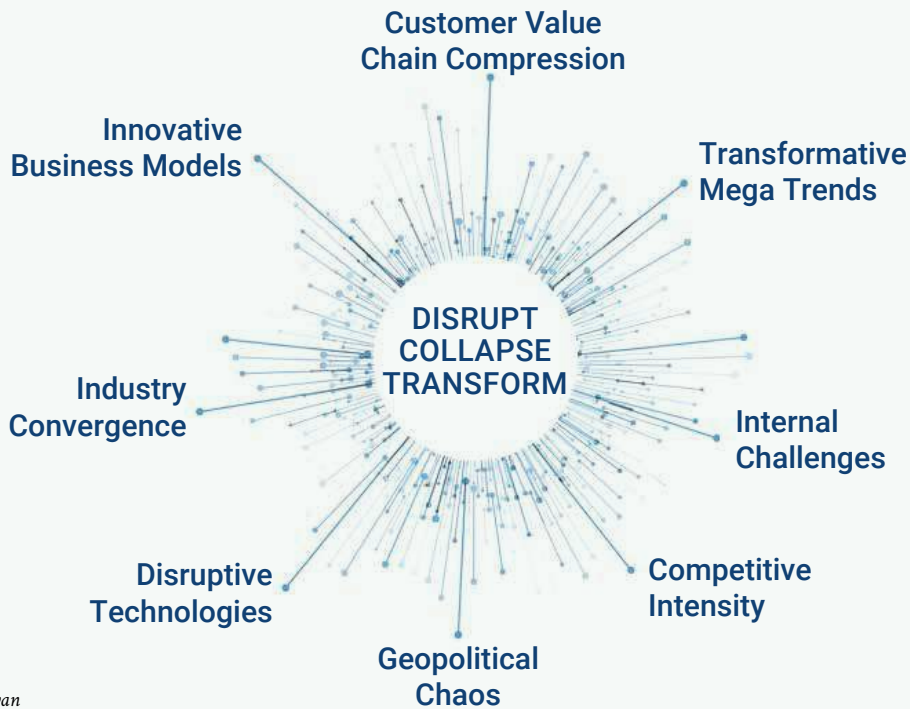 Customer Value
Chain Compression
Transformative
Mega Trends
Internal
Challenges
Competitive
Intensity
Geopolitical
Chaos
Disruptive
Technologies
Industry
Convergence
Innovative
Business Models
DISRUPT
COLLAPSE
TRANSFORM